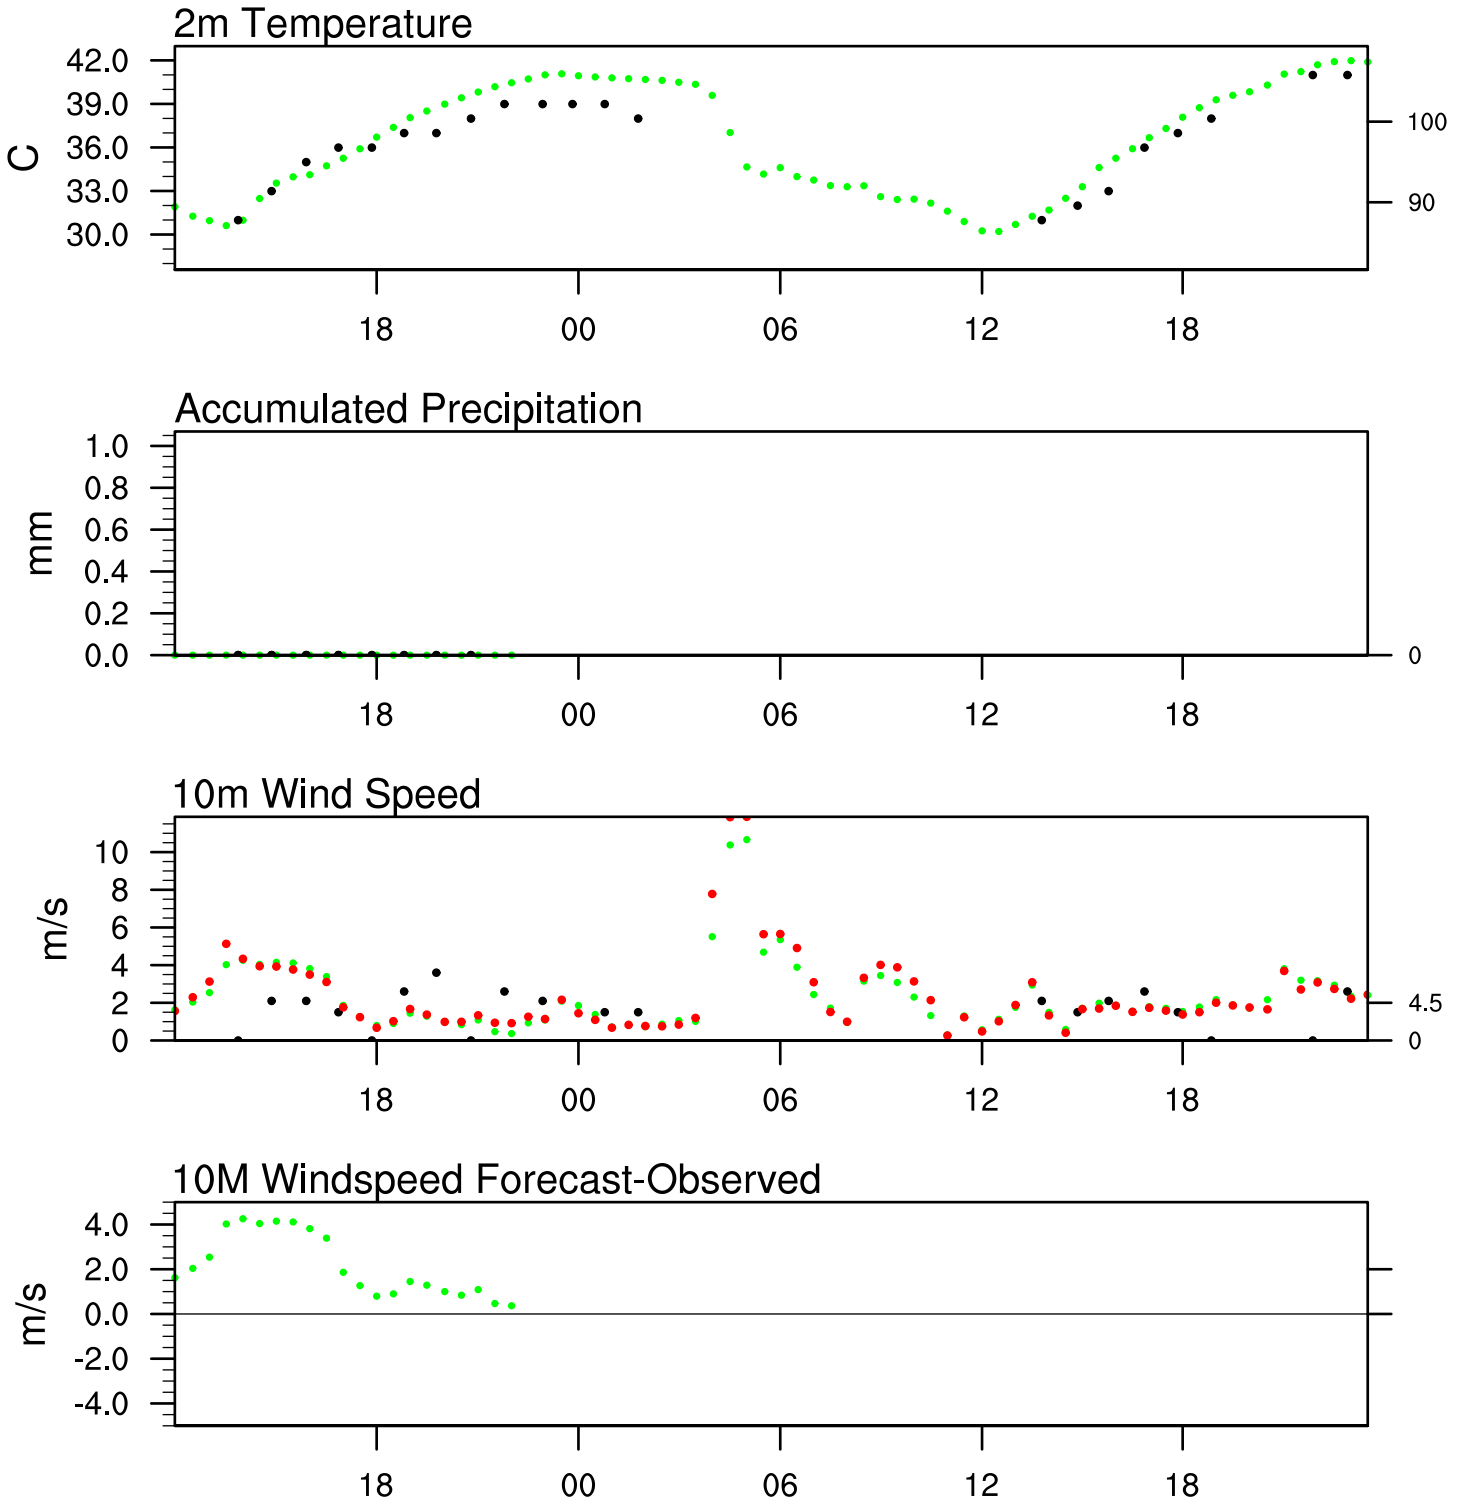 2m Temperature
42.0
39.0
36.0
33.0
30.0
C
100
90
18 00 06 12 18
Accumulated Precipitation
1.0
0.8
0.6
0.4
0.2
0.0
mm
0
18 00 06 12 18
10m Wind Speed
10
8
6
4
2
0
m/s
4.5
0
18 00 06 12 18
10M Windspeed Forecast-Observed
4.0
2.0
0.0
-2.0
-4.0
m/s
18 00 06 12 18